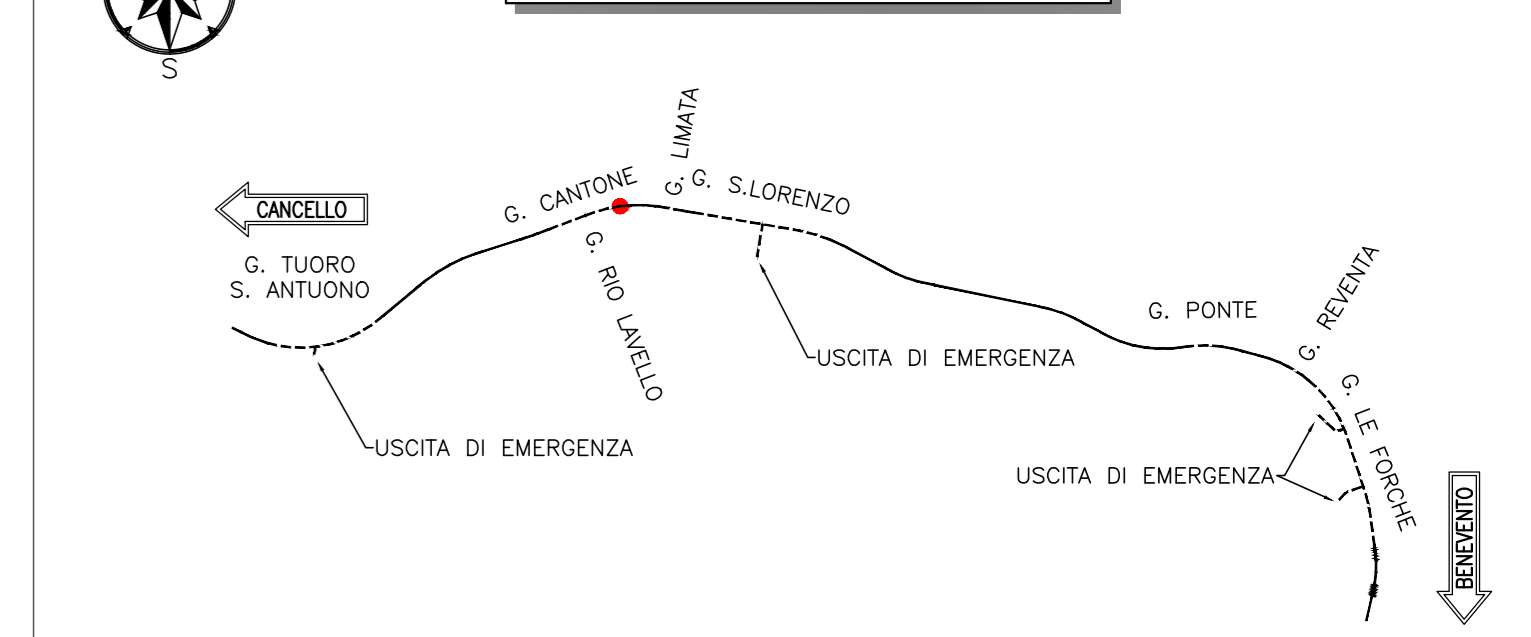 S
G. LIMATA
G. CANTONE
G. S.LORENZO
CANCELLO
G. TUORO
S. ANTUONO
G. RIO LAVELLO
G. PONTE
G. REVENTA
USCITA DI EMERGENZA
G. LE FORCHE
USCITA DI EMERGENZA
USCITA DI EMERGENZA
BENEVENTO